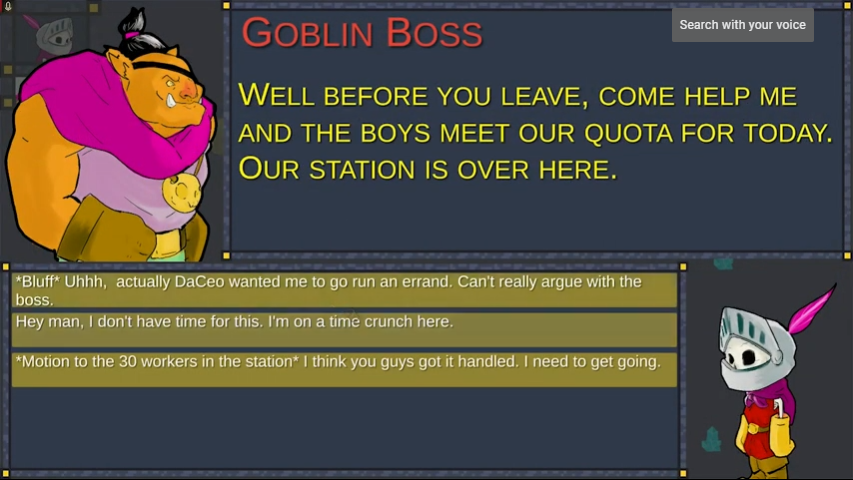 Search with your voice
GOBLIN BOSS
WELL BEFORE YOU LEAVE, COME HELP ME
AND THE BOYS MEET OUR QUOTA FOR TODAY.
OUR STATION IS OVER HERE.
*Bluff* Uhhh, actually DaCeo wanted me to go run an errand. Can't really argue with the
boss.
Hey man, I don't have time for this. I'm on a time crunch here.
*Motion to the 30 workers in the station* I think you guys got it handled. I need to get going.